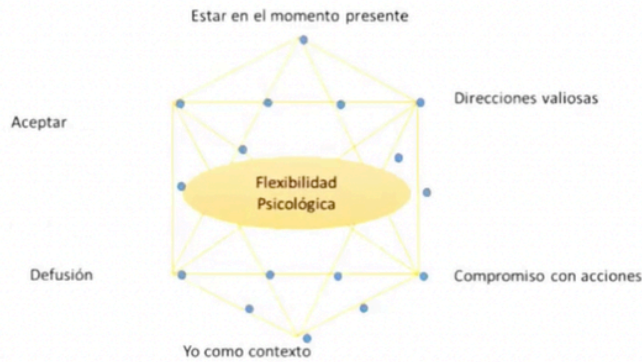 Estar en el momento presente
Direcciones valiosas
Aceptar
Flexibilidad
Psicológica
Defusión
Compromiso con acciones
Yo como contexto